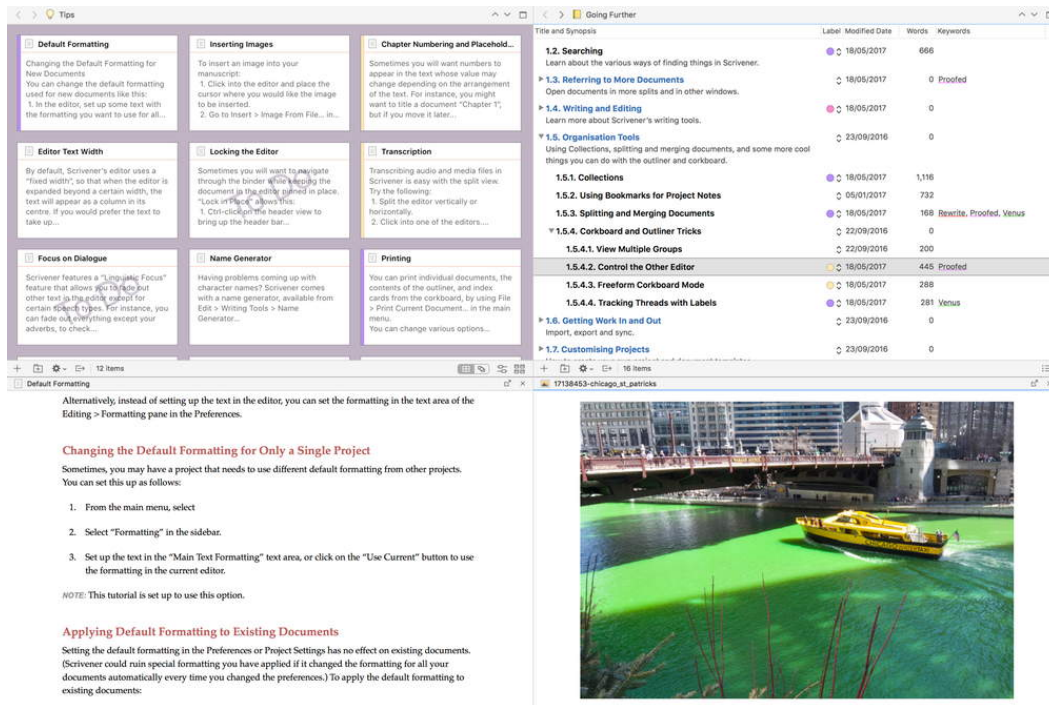 Tips
Default Formatting
Changing the Default Formatting for
New Documents
You can change the default formatting
used for new documents like this:
1. In the editor, set up some text with
the formatting you want to use for all...
Inserting Images
To insert an image into your
manuscript:
1. Click into the editor and place the
cursor where you would like the image
to be inserted.
2. Go to Insert > Image From File... in...
Chapter Numbering and Placehold...
Sometimes you will want numbers to
appear in the text whose value may
change depending on the arrangement
of the text. For instance, you might
want to title a document “Chapter 1”,
but if you move it later...
Editor Text Width
By default, Scrivener's editor uses a
“fixed width”, so that when the editor is
expanded beyond a certain width, the
text will appear as a column in its
centre. If you would prefer the text to
take up...
Locking the Editor
Sometimes you will want to navigate
through the binder while keeping the
document in the editor pinned in place.
“Lock in Place” allows this:
1. Ctrl-click on the header view to
bring up the header bar...
To Do
Transcription
Transcribing audio and media files in
Scrivener is easy with the split view.
Try the following:
1. Split the editor vertically or
horizontally.
2. Click into one of the editors....
Focus on Dialogue
Scrivener features a “Linguistic Focus”
feature that allows you to fade out
other text in the editor except for
certain speech types. For instance, you
can fade out everything except your
adverbs, to check...
To Do
Name Generator
Having problems coming up with
character names? Scrivener comes
with a name generator, available from
Edit > Writing Tools > Name
Generator...
Printing
You can print individual documents, the
contents of the outliner, and index
cards from the corkboard, by using File
> Print Current Document... in the main
menu.
You can change various options...
12 items
Going Further
Title and Synopsis Label Modified Date Words Keywords
1.2. Searching 18/05/2017 666
Learn about the various ways of finding things in Scrivener.
1.3. Referring to More Documents 18/05/2017 0 Proofed
Open documents in more splits and in other windows.
1.4. Writing and Editing 18/05/2017 0
Learn more about Scrivener's writing tools.
1.5. Organisation Tools 23/09/2016 0
Using Collections, splitting and merging documents, and some more cool
things you can do with the outliner and corkboard.
1.5.1. Collections 18/05/2017 1,116
1.5.2. Using Bookmarks for Project Notes 05/01/2017 732
1.5.3. Splitting and Merging Documents 18/05/2017 168 Rewrite, Proofed, Venus
1.5.4. Corkboard and Outliner Tricks 22/09/2016 0
1.5.4.1. View Multiple Groups 22/09/2016 200
1.5.4.2. Control the Other Editor 18/05/2017 445 Proofed
1.5.4.3. Freeform Corkboard Mode 18/05/2017 288
1.5.4.4. Tracking Threads with Labels 18/05/2017 281 Venus
1.6. Getting Work In and Out 23/09/2016 0
Import, export and sync.
1.7. Customising Projects 23/09/2016 0
16 items
Default Formatting
Alternatively, instead of setting up the text in the editor, you can set the formatting in the text area of the
Editing > Formatting pane in the Preferences.
Changing the Default Formatting for Only a Single Project
Sometimes, you may have a project that needs to use different default formatting from other projects.
You can set this up as follows:
1. From the main menu, select
2. Select “Formatting” in the sidebar.
3. Set up the text in the “Main Text Formatting” text area, or click on the “Use Current” button to use
the formatting in the current editor.
NOTE: This tutorial is set up to use this option.
Applying Default Formatting to Existing Documents
Setting the default formatting in the Preferences or Project Settings has no effect on existing documents.
(Scrivener could ruin special formatting you have applied if it changed the formatting for all your
documents automatically every time you changed the preferences.) To apply the default formatting to
existing documents:
17138453-chicago_st_patricks